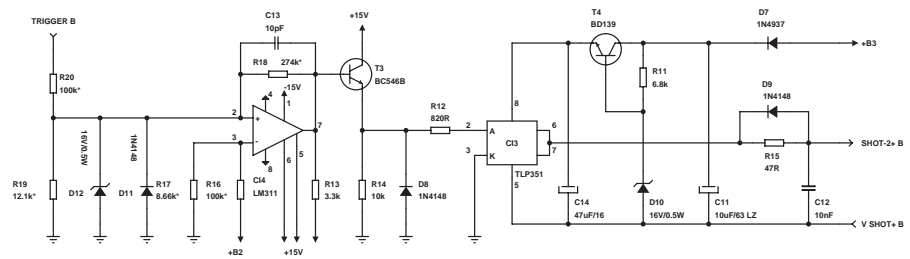 TRIGGER B
C13
10pF
+15V
T4
BD139
D7
1N4937
+B3
R18 274k*
T3
BC546B
R20
100k*
-15V
4
1
R11
6.8k
D9
1N4148
R12
820R
8
2
+
7
2
A
6
SHOT-2+ B
3
-
CI3
7
3
K
R15
47R
16V/0.5W
1N4148
8
6
5
TLP351
5
CI4
LM311
R19
12.1k*
D12
D11
R17
8.66k*
R16
100k*
R13
3.3k
R14
10k
D8
1N4148
C14
47uF/16
D10
16V/0.5W
C11
10uF/63 LZ
C12
10nF
V SHOT+ B
+B2
+15V